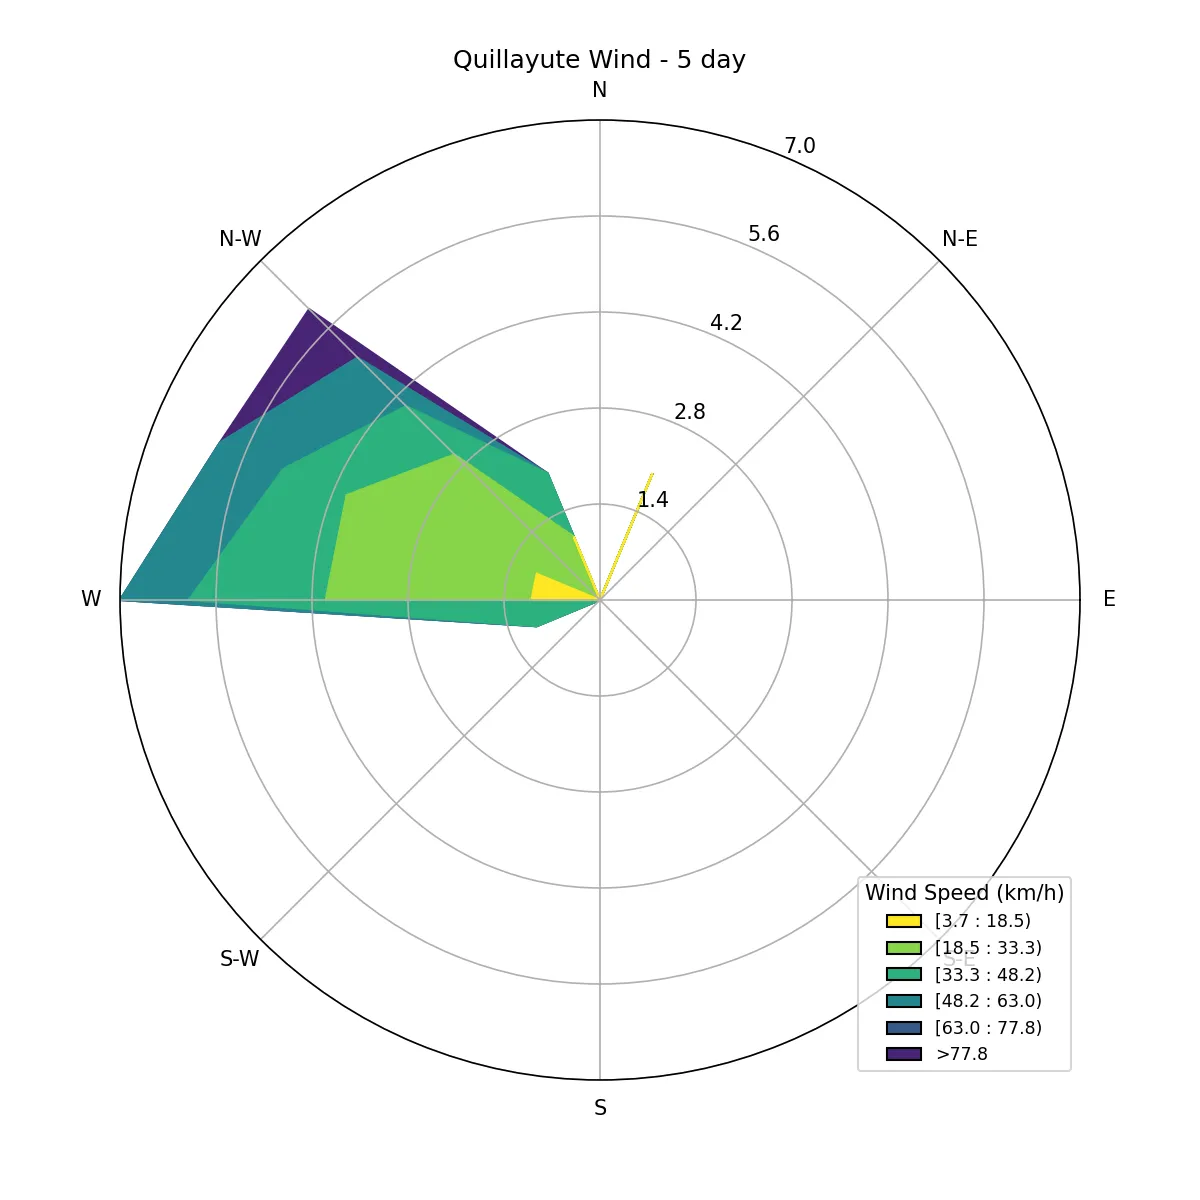 Quillayute Wind - 5 day
N
7.0
5.6
N-W
N-E
4.2
2.8
1.4
W
E
Wind Speed (km/h)
[3.7 : 18.5)
[18.5 : 33.3)
S-W
S-E
[33.3 : 48.2)
[48.2 : 63.0)
[63.0 : 77.8)
>77.8
S